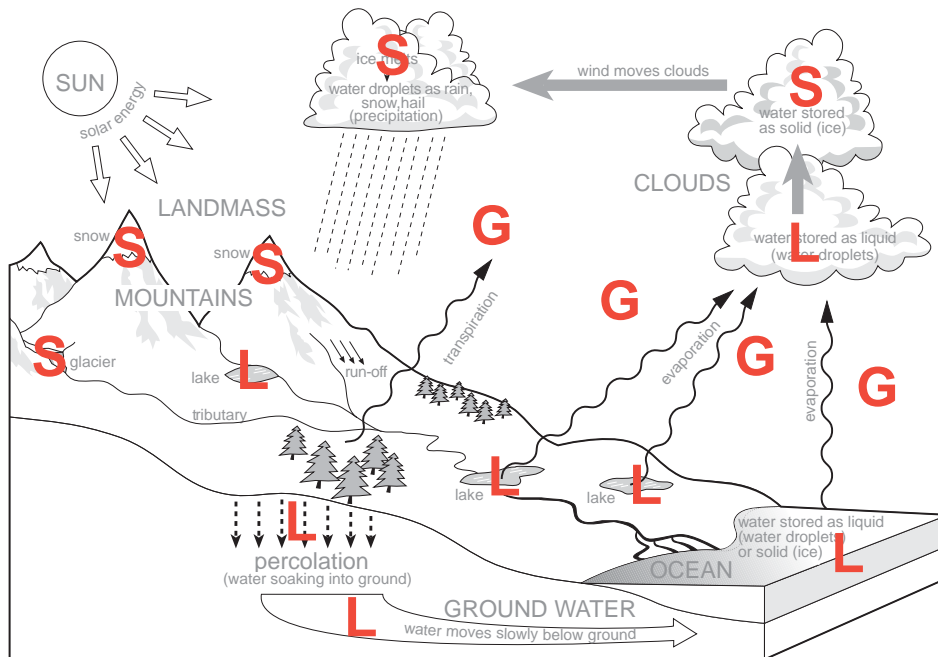 S
ice melts
water droplets as rain,
snow,hail
(precipitation)
wind moves clouds
S
water stored
as solid (ice)
SUN
solar energy
CLOUDS
LANDMASS
G
L
water stored as liquid
(water droplets)
snow
S
snow
S
MOUNTAINS
G
transpiration
evaporation
G
evaporation
G
S
glacier
lake
L
run-off
tributary
lake
L
lake
L
L
percolation
(water soaking into ground)
water stored as liquid
(water droplets)
or solid (ice)
L
OCEAN
L
GROUND WATER
water moves slowly below ground